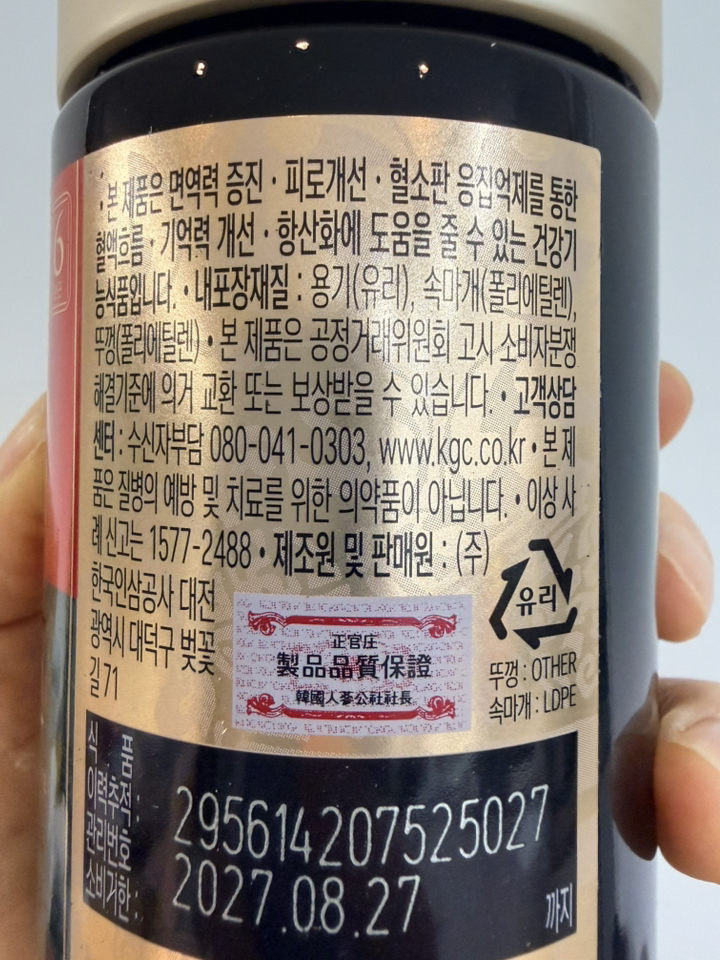 • 본 제품은 면역력 증진 · 피로개선 · 혈소판 응집억제를 통한
혈액흐름 · 기억력 개선 · 항산화에 도움을 줄 수 있는 건강기
능식품입니다. • 내포장재질 : 용기(유리), 속마개(폴리에틸렌),
뚜껑(폴리에틸렌) • 본 제품은 공정거래위원회 고시 소비자분쟁
해결기준에 의거 교환 또는 보상받을 수 있습니다. • 고객상담
센터 : 수신자부담 080-041-0303, www.kgc.co.kr • 본 제
품은 질병의 예방 및 치료를 위한 의약품이 아닙니다. • 이상 사
례 신고는 1577-2488 • 제조원 및 판매원 : (주)
한국인삼공사 대전
광역시 대덕구 벚꽃
길 71
正官庄
製品品質保證
韓國人蔘公社社長
유리
뚜껑 : OTHER
속마개 : LDPE
식 품
이력추적 :
관리번호
295614207525027
소비기한 : 2027.08.27 까지
6